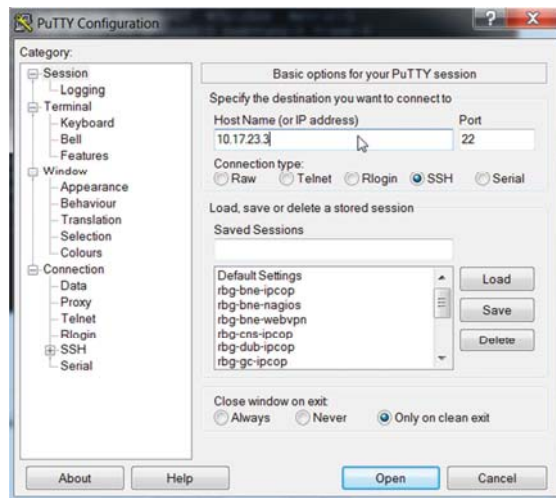 PuTTY Configuration
Category:
Session
Logging
Terminal
Keyboard
Bell
Features
Window
Appearance
Behaviour
Translation
Selection
Colours
Connection
Data
Proxy
Telnet
Rlogin
SSH
Serial
Basic options for your PuTTY session
Specify the destination you want to connect to
Host Name (or IP address) Port
10.17.23.3 22
Connection type:
Raw Telnet Rlogin SSH Serial
Load, save or delete a stored session
Saved Sessions
Default Settings
rbg-bne-ipcop
rbg-bne-nagios
rbg-bne-webvpn
rbg-cns-ipcop
rbg-dub-ipcop
rbg-gc-ipcop
Load
Save
Delete
Close window on exit:
Always Never Only on clean exit
About Help Open Cancel